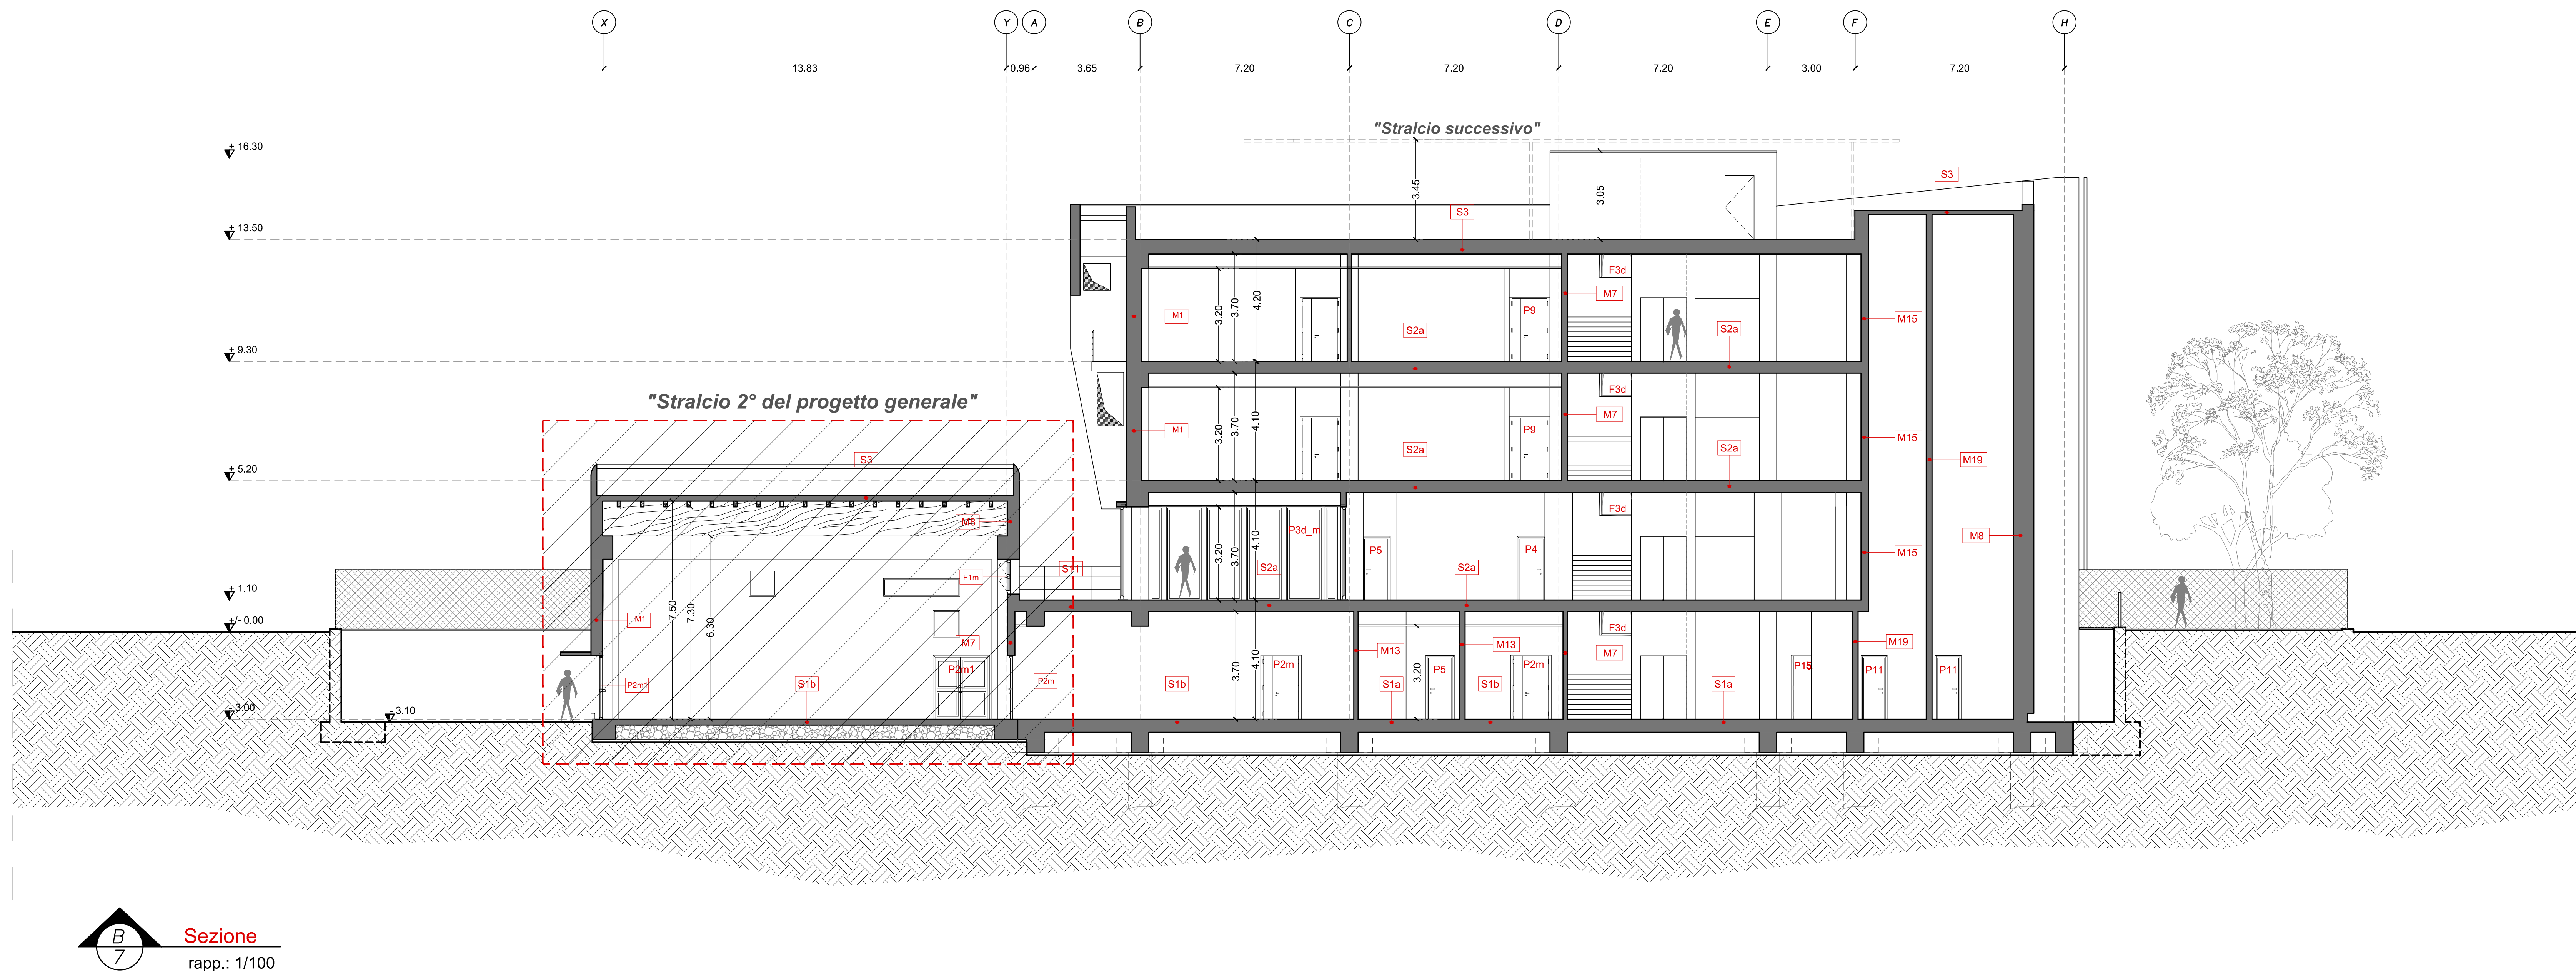 X Y A B C D E F H
13.83 0.96 3.65 7.20 7.20 7.20 3.00 7.20
"Stralcio successivo"
+ 16.30
3.45
3.05
S3
S3
+ 13.50
F3d
M7
4.20
3.70
3.20
M1
P9
S2a
S2a
M15
+ 9.30
F3d
"Stralcio 2° del progetto generale"
M7
4.10
3.70
3.20
M1
P9
S2a
S2a
M15
M19
S3
+ 5.20
F3d
M8
P3d_m
P5
P4
M8
4.10
3.70
3.20
M15
S11
S2a
S2a
F1m
+ 1.10
7.50
7.30
6.30
M1
+/- 0.00
F3d
M7
M19
M13
M13
M7
4.10
3.70
3.20
P2m1
P2m
P5
P2m
P15
P11
P11
P2m1
P2m
S1b
S1b
S1a
S1b
S1a
- 3.00
- 3.10
B
7
Sezione
rapp.: 1/100